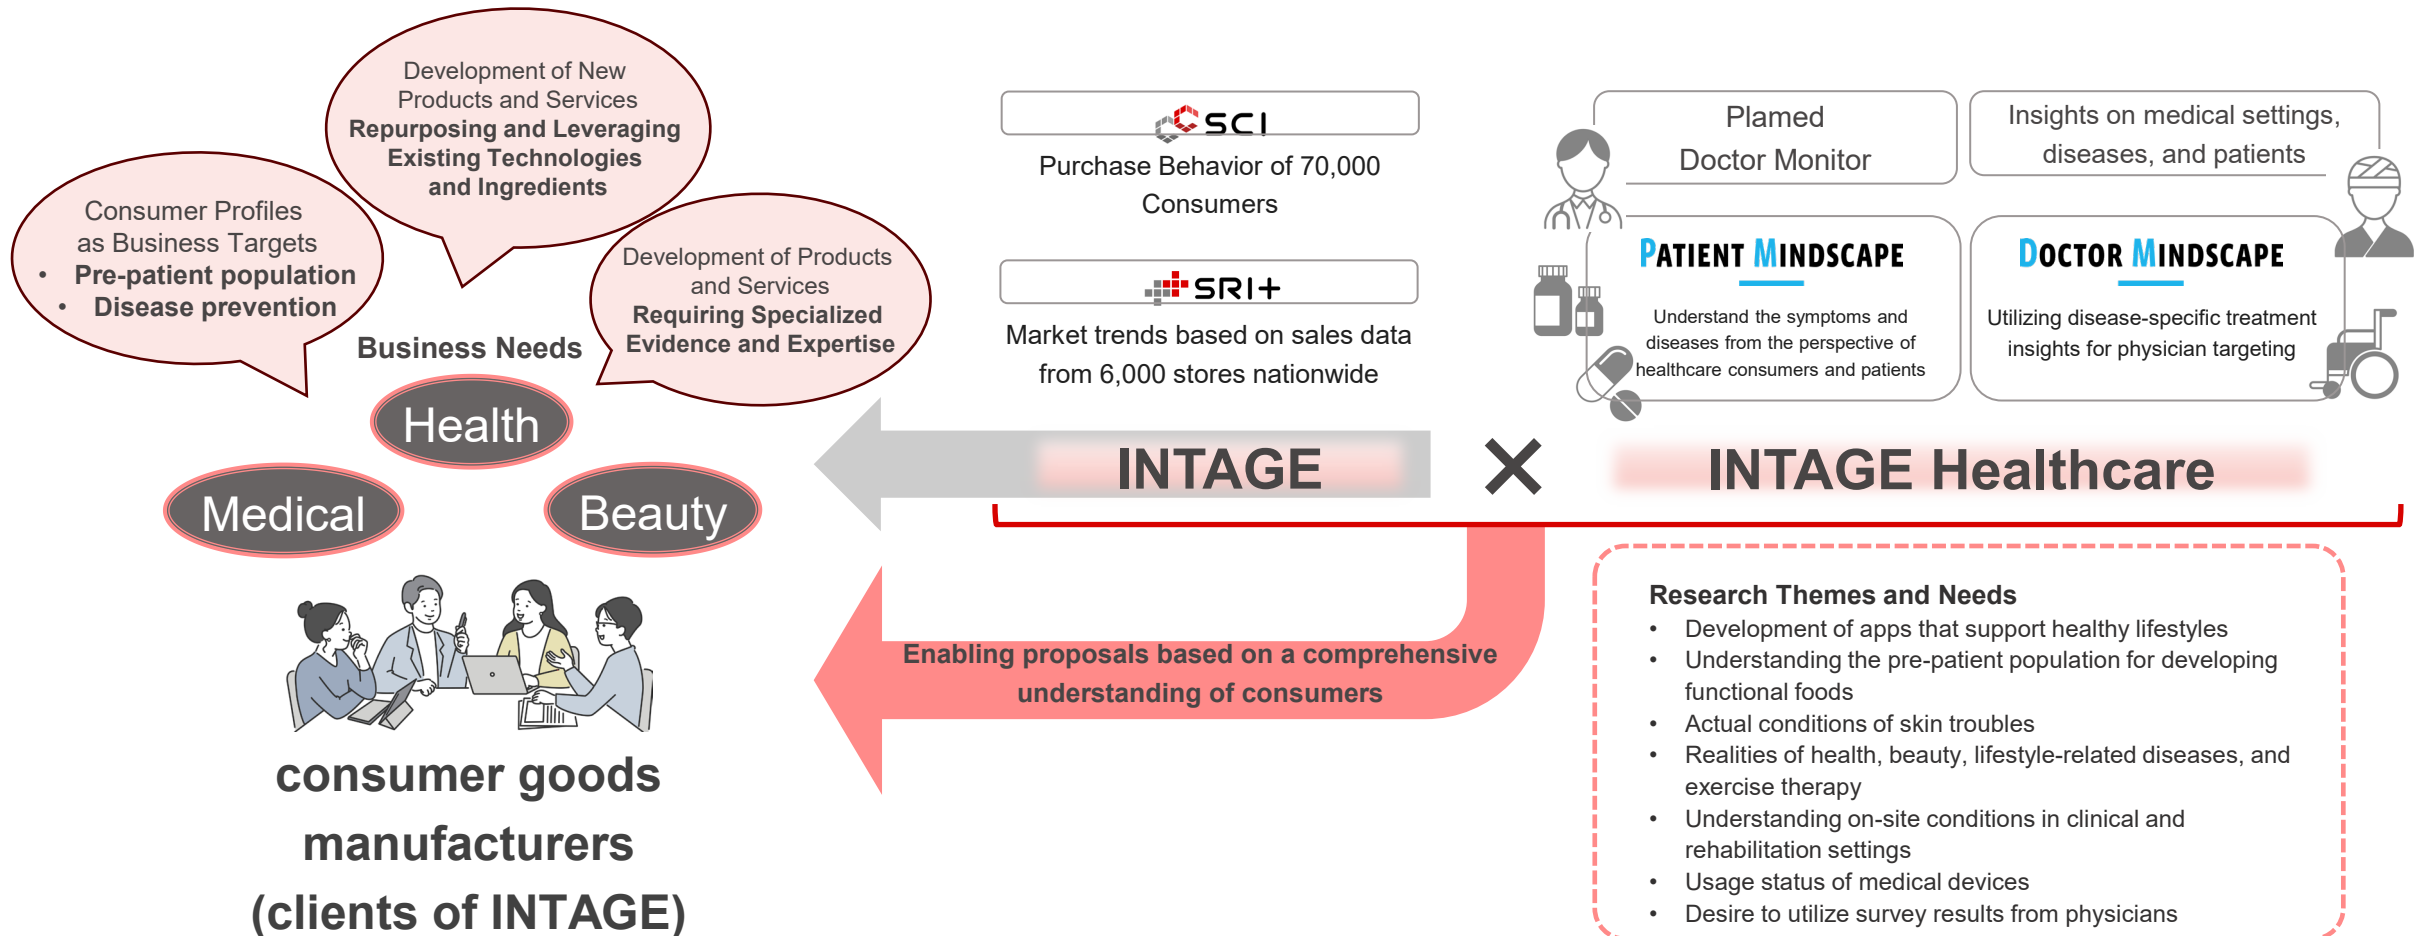 Development of New
Products and Services
Repurposing and Leveraging
Existing Technologies
and Ingredients
Consumer Profiles
as Business Targets
• Pre-patient population
• Disease prevention
Development of Products
and Services
Requiring Specialized
Evidence and Expertise
Business Needs
Health
Medical
Beauty
consumer goods
manufacturers
(clients of INTAGE)
SCI
Purchase Behavior of 70,000
Consumers
SRI+
Market trends based on sales data
from 6,000 stores nationwide
Plamed
Doctor Monitor
Insights on medical settings,
diseases, and patients
PATIENT MINDSCAPE
Understand the symptoms and
diseases from the perspective of
healthcare consumers and patients
DOCTOR MINDSCAPE
Utilizing disease-specific treatment
insights for physician targeting
INTAGE
×
INTAGE Healthcare
Enabling proposals based on a comprehensive
understanding of consumers
Research Themes and Needs
• Development of apps that support healthy lifestyles
• Understanding the pre-patient population for developing
functional foods
• Actual conditions of skin troubles
• Realities of health, beauty, lifestyle-related diseases, and
exercise therapy
• Understanding on-site conditions in clinical and
rehabilitation settings
• Usage status of medical devices
• Desire to utilize survey results from physicians